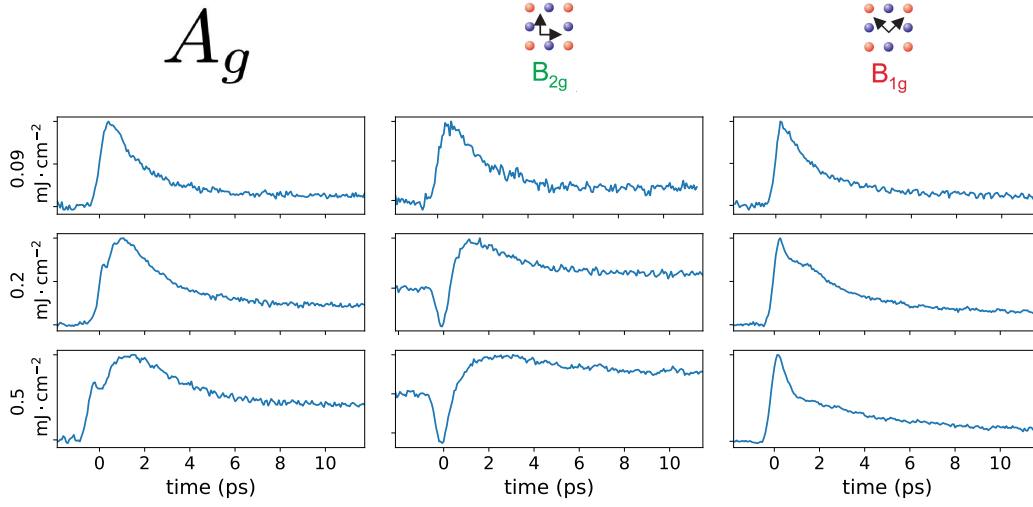 A_g
B_2g
B_1g
0.09
mJ · cm⁻²
0.2
mJ · cm⁻²
0.5
mJ · cm⁻²
0 2 4 6 8 10
0 2 4 6 8 10
0 2 4 6 8 10
time (ps)
time (ps)
time (ps)